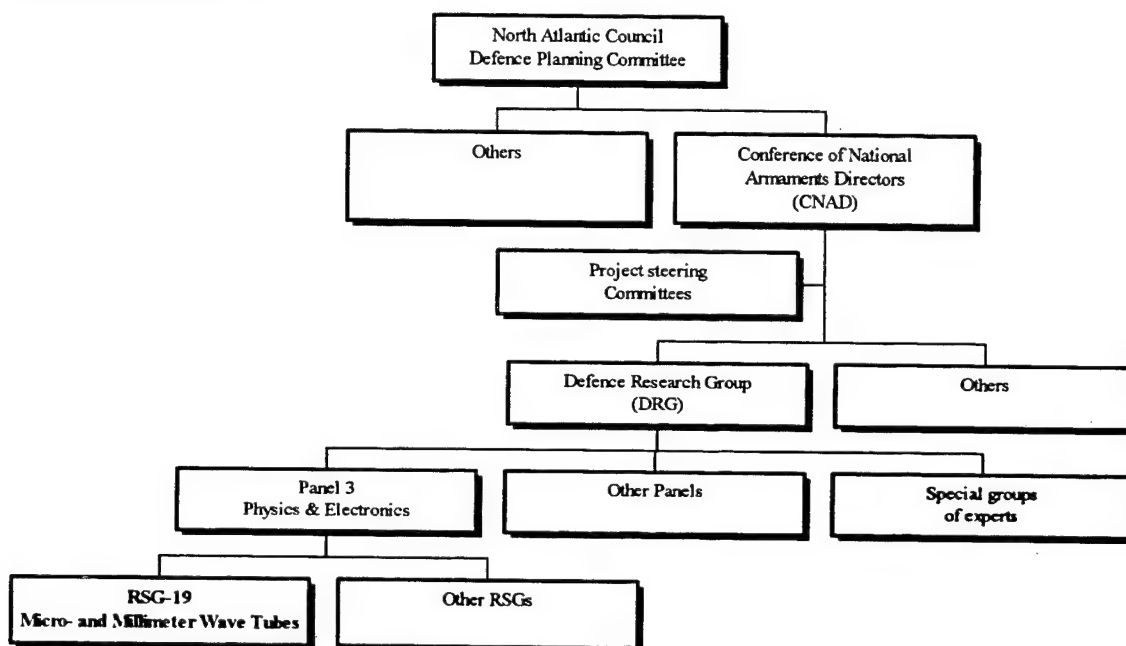 North Atlantic Council
Defence Planning Committee
Others
Conference of National
Armaments Directors
(CNAD)
Project steering
Committees
Defence Research Group
(DRG)
Others
Panel 3
Physics & Electronics
Other Panels
Special groups
of experts
RSG-19
Micro- and Millimeter Wave Tubes
Other RSGs